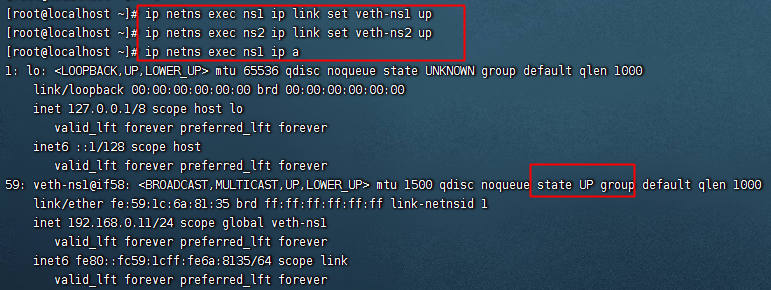 [root@localhost ~]# ip netns exec ns1 ip link set veth-ns1 up
[root@localhost ~]# ip netns exec ns2 ip link set veth-ns2 up
[root@localhost ~]# ip netns exec ns1 ip a
1: lo: <LOOPBACK,UP,LOWER_UP> mtu 65536 qdisc noqueue state UNKNOWN group default qlen 1000
link/loopback 00:00:00:00:00:00 brd 00:00:00:00:00:00
inet 127.0.0.1/8 scope host lo
valid_lft forever preferred_lft forever
inet6 ::1/128 scope host
valid_lft forever preferred_lft forever
59: veth-ns1@if58: <BROADCAST,MULTICAST,UP,LOWER_UP> mtu 1500 qdisc noqueue state UP group default qlen 1000
link/ether fe:59:1c:6a:81:35 brd ff:ff:ff:ff:ff:ff link-netnsid 1
inet 192.168.0.11/24 scope global veth-ns1
valid_lft forever preferred_lft forever
inet6 fe80::fc59:1cff:fe6a:8135/64 scope link
valid_lft forever preferred_lft forever